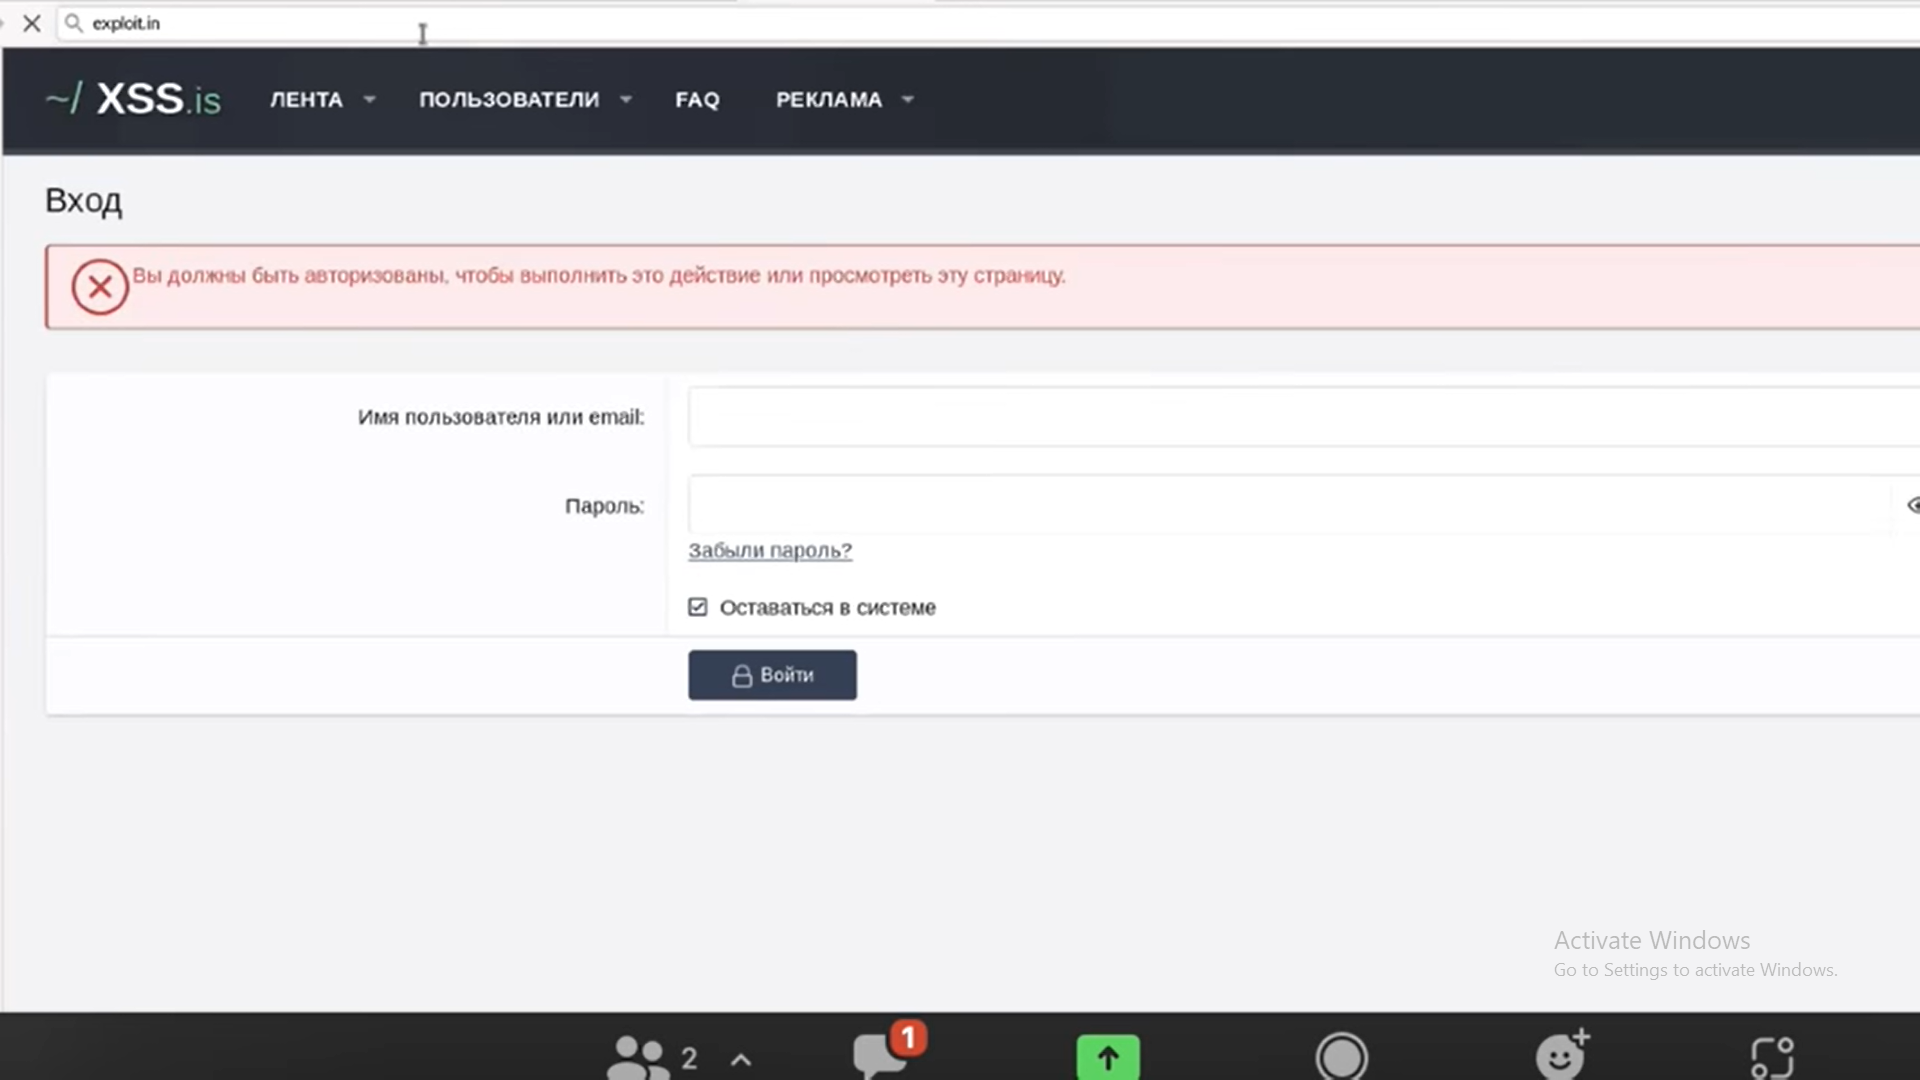 exploit.in
~/ XSS.is ЛЕНТА ПОЛЬЗОВАТЕЛИ FAQ РЕКЛАМА
Вход
Вы должны быть авторизованы, чтобы выполнить это действие или просмотреть эту страницу.
Имя пользователя или email:
Пароль:
Забыли пароль?
Оставаться в системе
Войти
Activate Windows
Go to Settings to activate Windows.
2 1